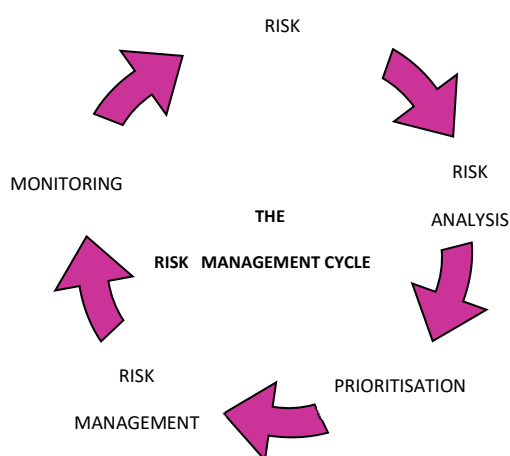 RISK
RISK
ANALYSIS
PRIORITISATION
RISK
MANAGEMENT
MONITORING
THE
RISK MANAGEMENT CYCLE